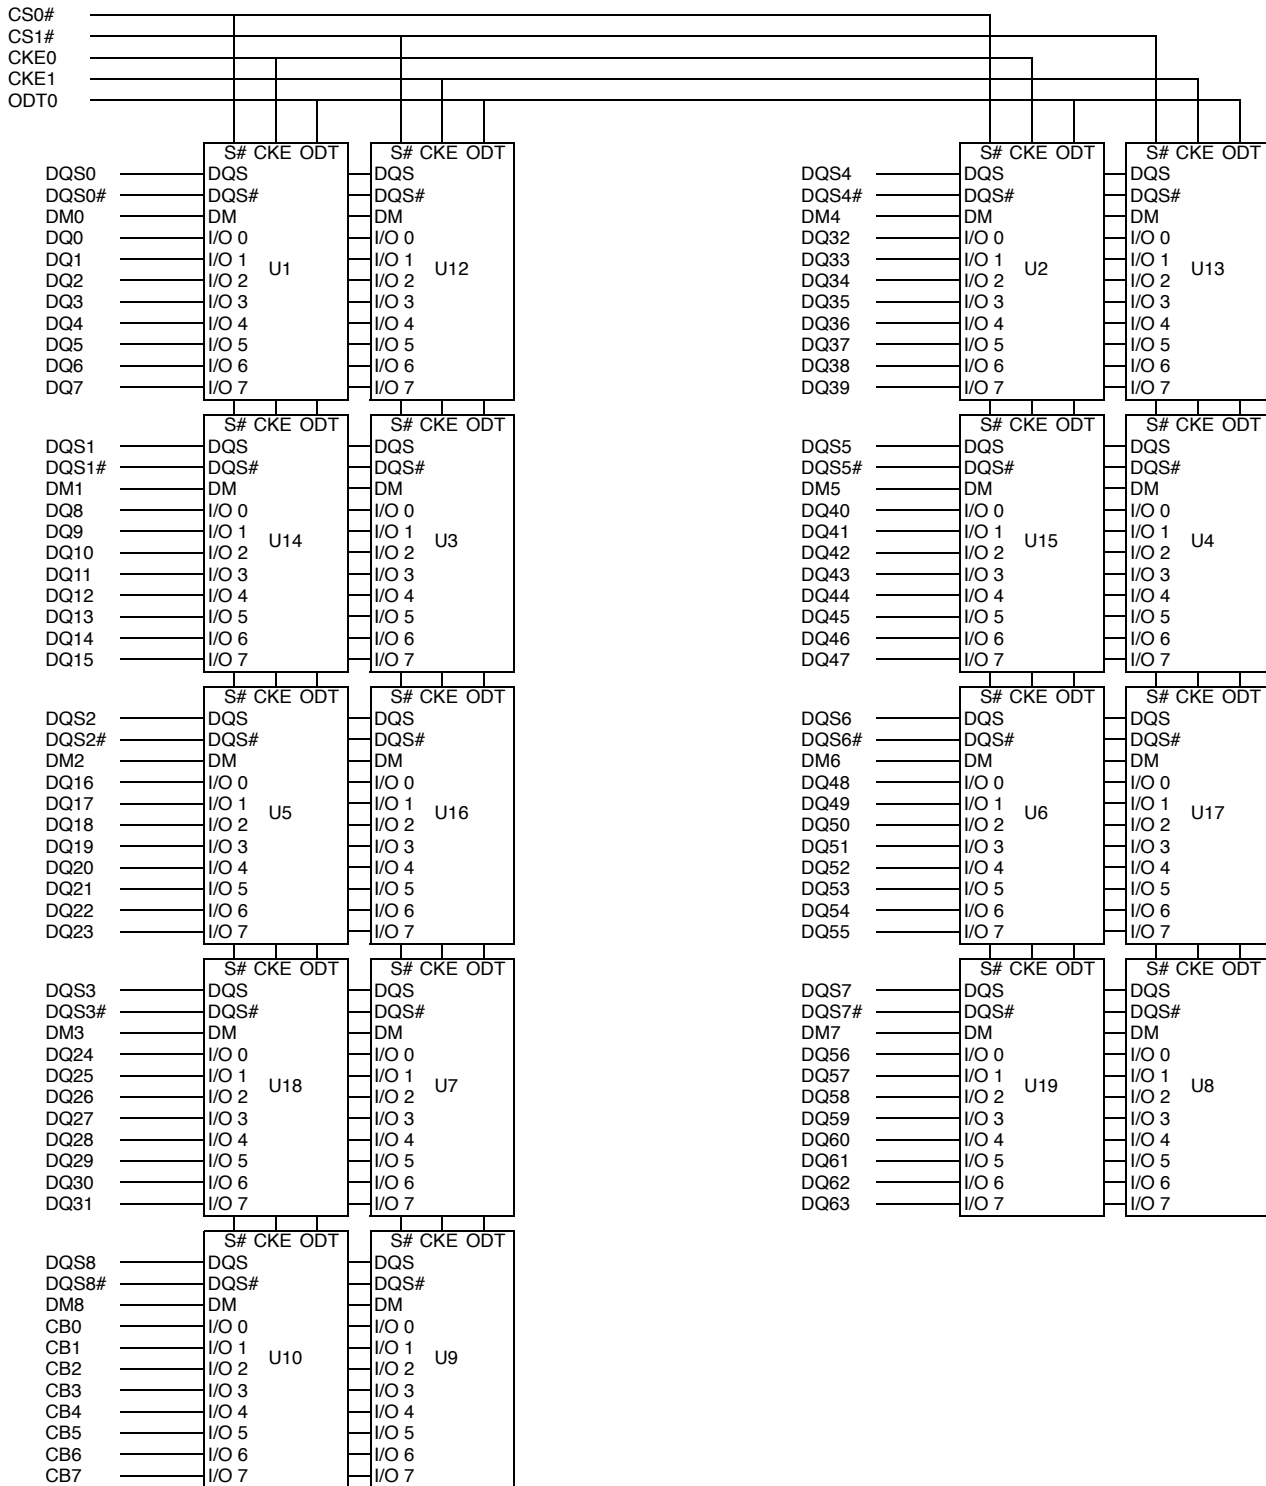 CS0#
CS1#
CKE0
CKE1
ODT0
S# CKE ODT S# CKE ODT S# CKE ODT S# CKE ODT
DQS0 DQS DQS DQS4 DQS DQS
DQS0# DQS# DQS# DQS4# DQS# DQS#
DM0 DM DM DM4 DM DM
DQ0 I/O 0 I/O 0 DQ32 I/O 0 I/O 0
DQ1 I/O 1 I/O 1 DQ33 I/O 1 I/O 1
U1 U12 U2 U13
DQ2 I/O 2 I/O 2 DQ34 I/O 2 I/O 2
DQ3 I/O 3 I/O 3 DQ35 I/O 3 I/O 3
DQ4 I/O 4 I/O 4 DQ36 I/O 4 I/O 4
DQ5 I/O 5 I/O 5 DQ37 I/O 5 I/O 5
DQ6 I/O 6 I/O 6 DQ38 I/O 6 I/O 6
DQ7 I/O 7 I/O 7 DQ39 I/O 7 I/O 7
S# CKE ODT S# CKE ODT S# CKE ODT S# CKE ODT
DQS1 DQS DQS DQS5 DQS DQS
DQS1# DQS# DQS# DQS5# DQS# DQS#
DM1 DM DM DM5 DM DM
DQ8 I/O 0 I/O 0 DQ40 I/O 0 I/O 0
DQ9 I/O 1 I/O 1 DQ41 I/O 1 I/O 1
U14 U3 U15 U4
DQ10 I/O 2 I/O 2 DQ42 I/O 2 I/O 2
DQ11 I/O 3 I/O 3 DQ43 I/O 3 I/O 3
DQ12 I/O 4 I/O 4 DQ44 I/O 4 I/O 4
DQ13 I/O 5 I/O 5 DQ45 I/O 5 I/O 5
DQ14 I/O 6 I/O 6 DQ46 I/O 6 I/O 6
DQ15 I/O 7 I/O 7 DQ47 I/O 7 I/O 7
S# CKE ODT S# CKE ODT S# CKE ODT S# CKE ODT
DQS2 DQS DQS DQS6 DQS DQS
DQS2# DQS# DQS# DQS6# DQS# DQS#
DM2 DM DM DM6 DM DM
DQ16 I/O 0 I/O 0 DQ48 I/O 0 I/O 0
DQ17 I/O 1 I/O 1 DQ49 I/O 1 I/O 1
U5 U16 U6 U17
DQ18 I/O 2 I/O 2 DQ50 I/O 2 I/O 2
DQ19 I/O 3 I/O 3 DQ51 I/O 3 I/O 3
DQ20 I/O 4 I/O 4 DQ52 I/O 4 I/O 4
DQ21 I/O 5 I/O 5 DQ53 I/O 5 I/O 5
DQ22 I/O 6 I/O 6 DQ54 I/O 6 I/O 6
DQ23 I/O 7 I/O 7 DQ55 I/O 7 I/O 7
S# CKE ODT S# CKE ODT S# CKE ODT S# CKE ODT
DQS3 DQS DQS DQS7 DQS DQS
DQS3# DQS# DQS# DQS7# DQS# DQS#
DM3 DM DM DM7 DM DM
DQ24 I/O 0 I/O 0 DQ56 I/O 0 I/O 0
DQ25 I/O 1 I/O 1 DQ57 I/O 1 I/O 1
U18 U7 U19 U8
DQ26 I/O 2 I/O 2 DQ58 I/O 2 I/O 2
DQ27 I/O 3 I/O 3 DQ59 I/O 3 I/O 3
DQ28 I/O 4 I/O 4 DQ60 I/O 4 I/O 4
DQ29 I/O 5 I/O 5 DQ61 I/O 5 I/O 5
DQ30 I/O 6 I/O 6 DQ62 I/O 6 I/O 6
DQ31 I/O 7 I/O 7 DQ63 I/O 7 I/O 7
S# CKE ODT S# CKE ODT
DQS8 DQS DQS
DQS8# DQS# DQS#
DM8 DM DM
CB0 I/O 0 I/O 0
CB1 I/O 1 I/O 1
U10 U9
CB2 I/O 2 I/O 2
CB3 I/O 3 I/O 3
CB4 I/O 4 I/O 4
CB5 I/O 5 I/O 5
CB6 I/O 6 I/O 6
CB7 I/O 7 I/O 7